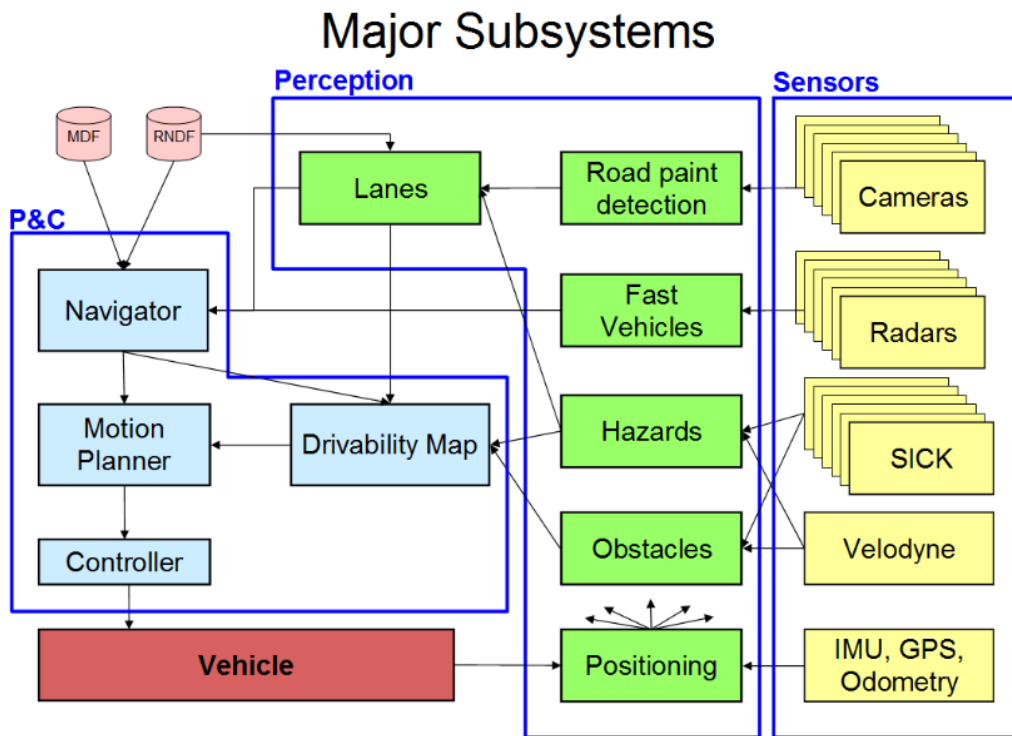 Major Subsystems
Perception
Sensors
MDF
RNDF
Lanes
Road paint
detection
Cameras
P&C
Navigator
Fast
Vehicles
Radars
Motion
Planner
Drivability Map
Hazards
SICK
Controller
Obstacles
Velodyne
Vehicle
Positioning
IMU, GPS,
Odometry